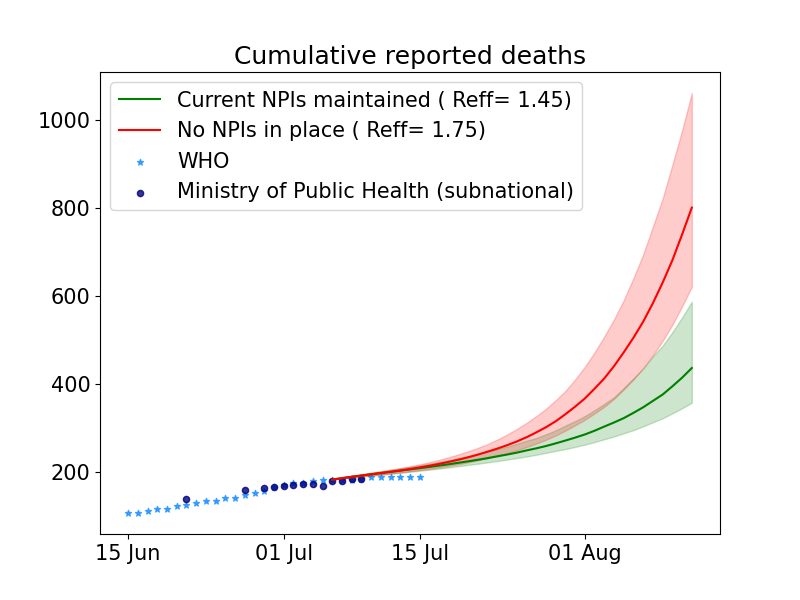 Cumulative reported deaths
Current NPIs maintained ( Reff= 1.45)
No NPIs in place ( Reff= 1.75)
WHO
Ministry of Public Health (subnational)
1000
800
600
400
200
15 Jun
01 Jul
15 Jul
01 Aug